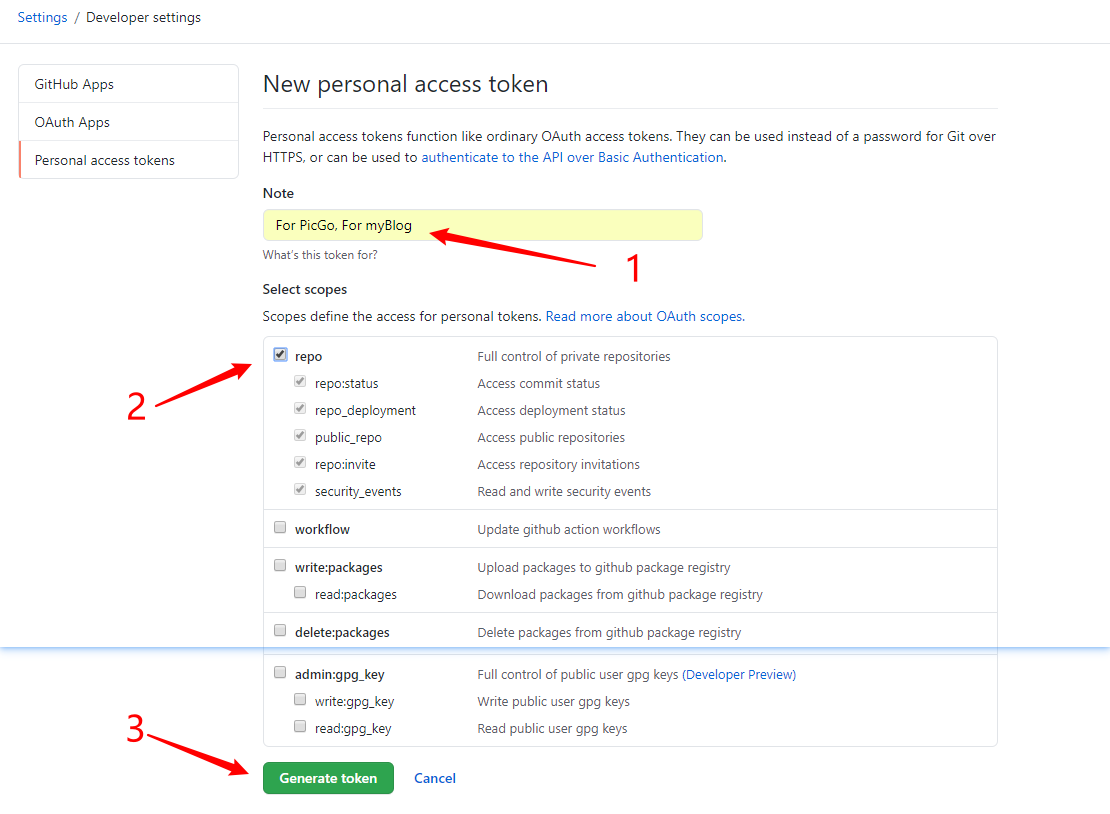 Settings / Developer settings
GitHub Apps
OAuth Apps
Personal access tokens
New personal access token
Personal access tokens function like ordinary OAuth access tokens. They can be used instead of a password for Git over
HTTPS, or can be used to authenticate to the API over Basic Authentication.
Note
For PicGo, For myBlog
1
What's this token for?
Select scopes
Scopes define the access for personal tokens. Read more about OAuth scopes.
2
repo Full control of private repositories
repo:status Access commit status
repo_deployment Access deployment status
public_repo Access public repositories
repo:invite Access repository invitations
security_events Read and write security events
workflow Update github action workflows
write:packages Upload packages to github package registry
read:packages Download packages from github package registry
delete:packages Delete packages from github package registry
admin:gpg_key Full control of public user gpg keys (Developer Preview)
write:gpg_key Write public user gpg keys
read:gpg_key Read public user gpg keys
3
Generate token Cancel